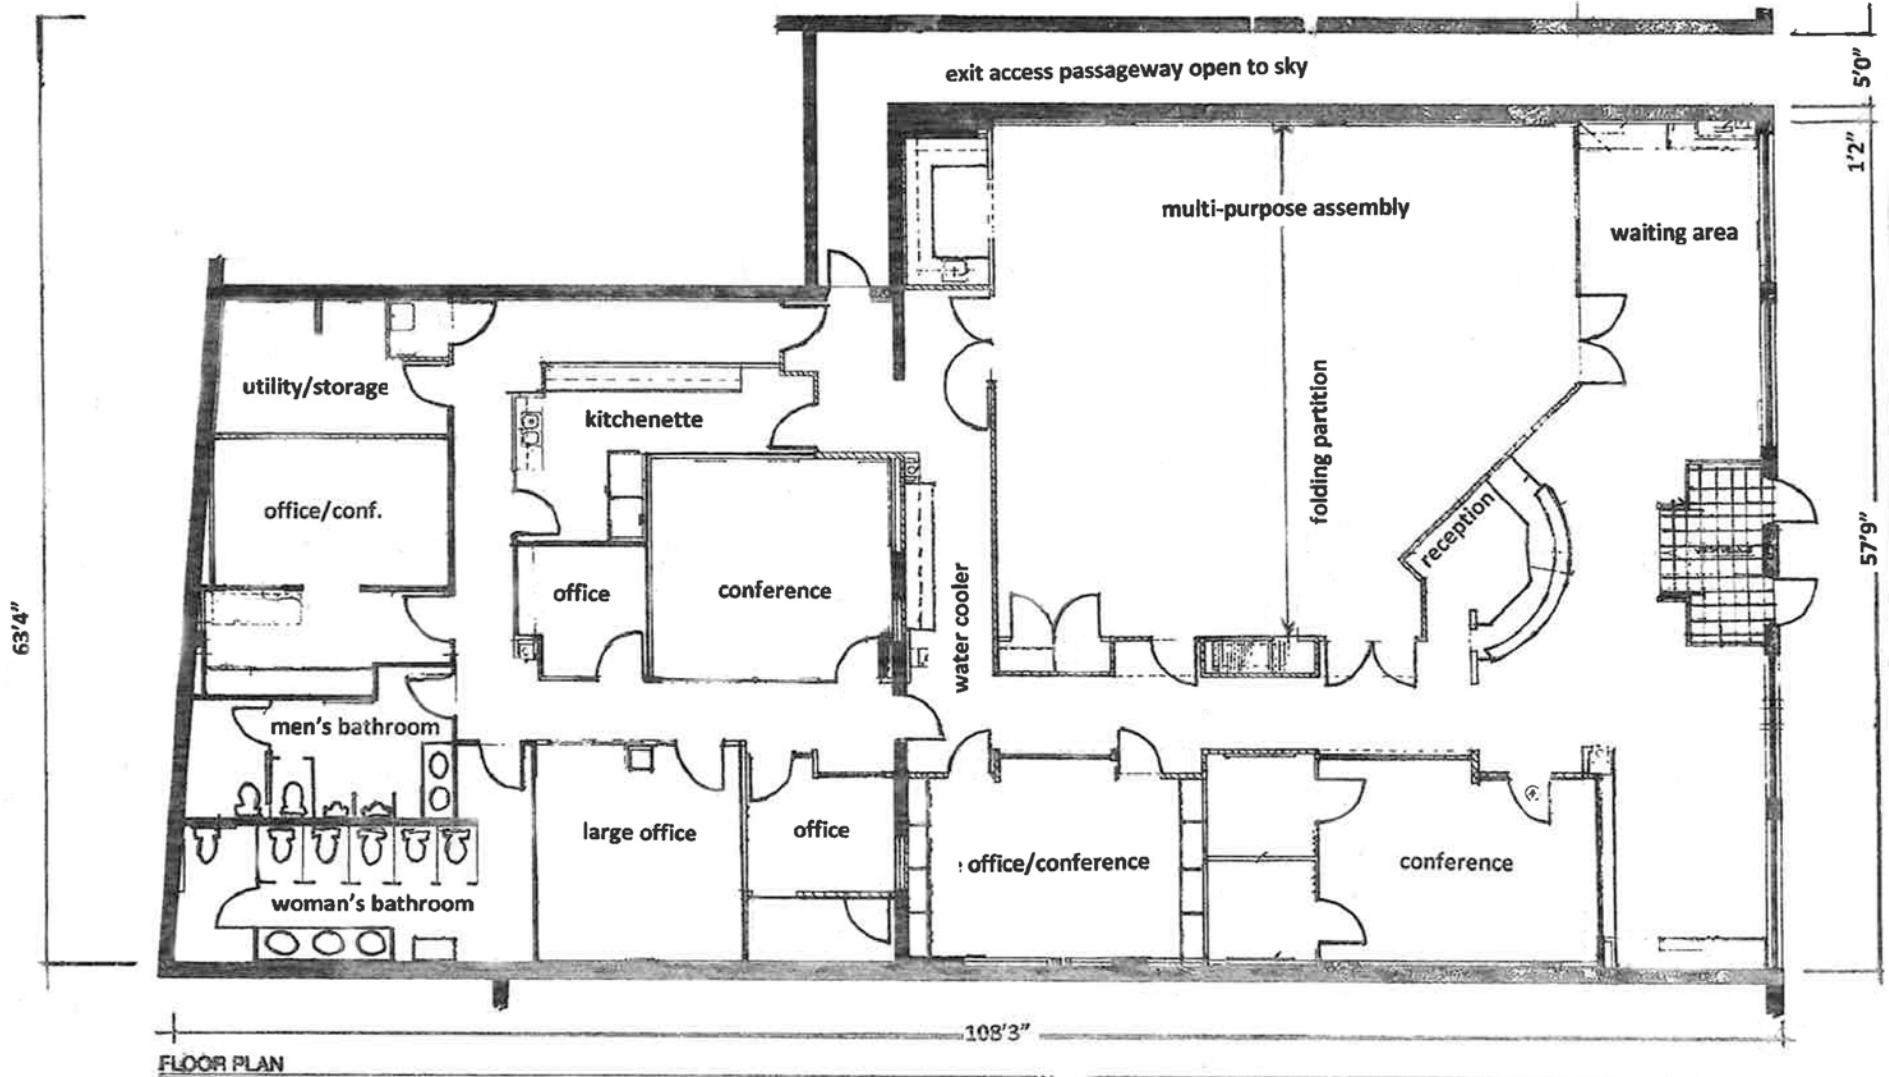 exit access passageway open to sky
5'0"
1'2"
multi-purpose assembly
waiting area
utility/storage
kitchenette
folding partition
office/conf.
reception
57'9"
office
conference
water cooler
63'4"
men's bathroom
large office
office
office/conference
conference
woman's bathroom
108'3"
FLOOR PLAN